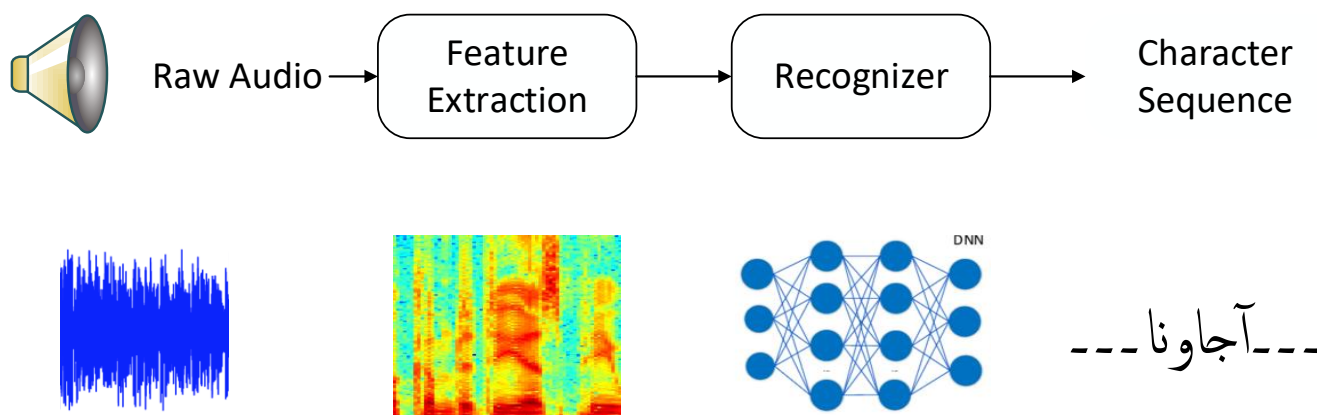 Raw Audio
Feature
Extraction
Recognizer
Character
Sequence
DNN
---آجاونا---